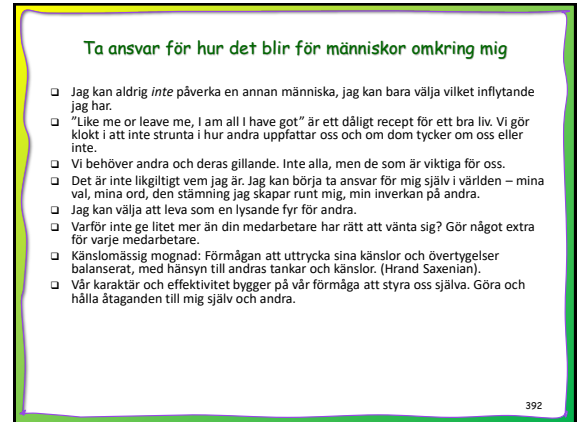 Ta ansvar för hur det blir för människor omkring mig
❑ Jag kan aldrig inte påverka en annan människa, jag kan bara välja vilket inflytande
jag har.
❑ ”Like me or leave me, I am all I have got” är ett dåligt recept för ett bra liv. Vi gör
klokt i att inte strunta i hur andra uppfattar oss och om dom tycker om oss eller
inte.
❑ Vi behöver andra och deras gillande. Inte alla, men de som är viktiga för oss.
❑ Det är inte likgiltigt vem jag är. Jag kan börja ta ansvar för mig själv i världen – mina
val, mina ord, den stämning jag skapar runt mig, min inverkan på andra.
❑ Jag kan välja att leva som en lysande fyr för andra.
❑ Varför inte ge litet mer än din medarbetare har rätt att vänta sig? Gör något extra
för varje medarbetare.
❑ Känslomässig mognad: Förmågan att uttrycka sina känslor och övertygelser
balanserat, med hänsyn till andras tankar och känslor. (Hrand Saxenian).
❑ Vår karaktär och effektivitet bygger på vår förmåga att styra oss själva. Göra och
hålla åtaganden till mig själv och andra.
392